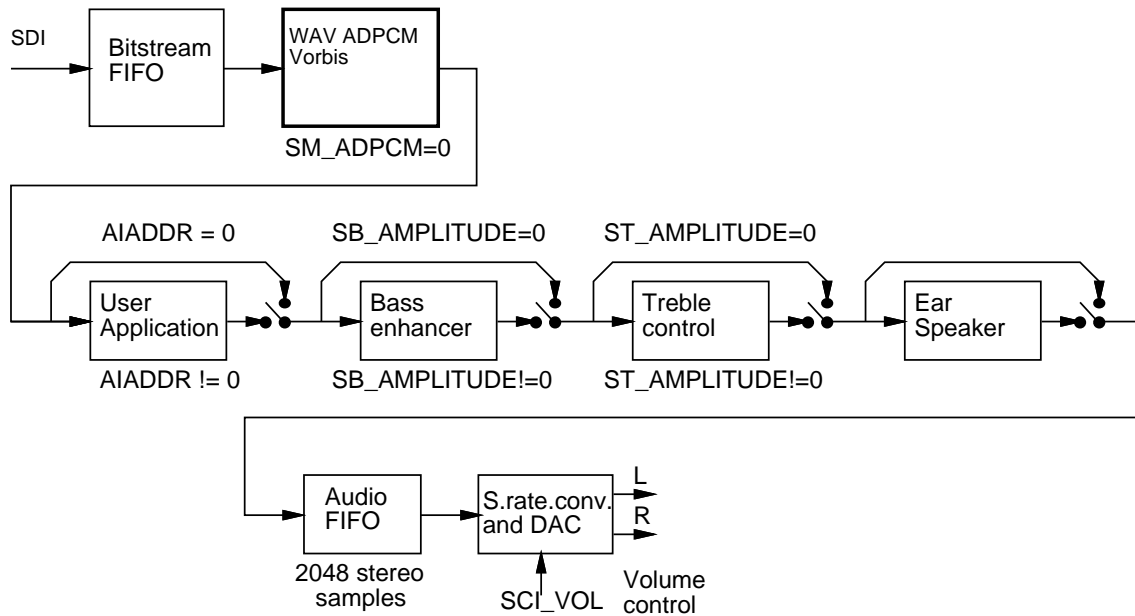 SDI
Bitstream
FIFO
WAV ADPCM
Vorbis
SM_ADPCM=0
AIADDR = 0
SB_AMPLITUDE=0
ST_AMPLITUDE=0
User
Application
Bass
enhancer
Treble
control
Ear
Speaker
AIADDR != 0
SB_AMPLITUDE!=0
ST_AMPLITUDE!=0
Audio
FIFO
S.rate.conv.
and DAC
L
R
2048 stereo
samples
SCI_VOL
Volume
control